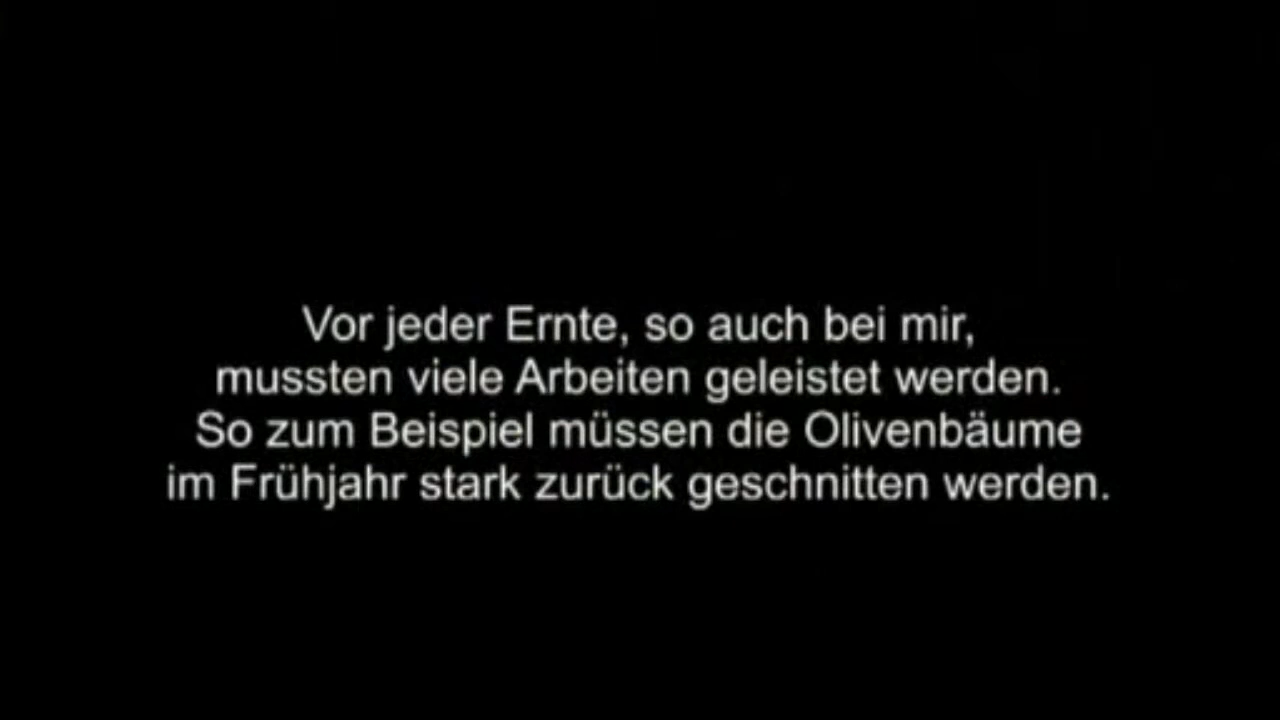 Vor jeder Ernte, so auch bei mir,
mussten viele Arbeiten geleistet werden.
So zum Beispiel müssen die Olivenbäume
im Frühjahr stark zurück geschnitten werden.